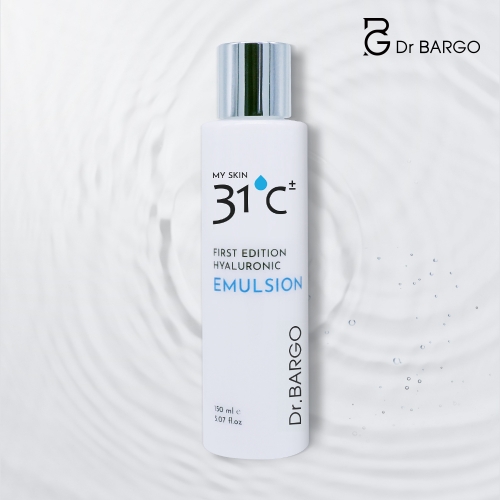 Dr BARGO
MY SKIN
31°C±
FIRST EDITION
HYALURONIC
EMULSION
Dr.BARGO
150 ml e
5.07 fl.oz